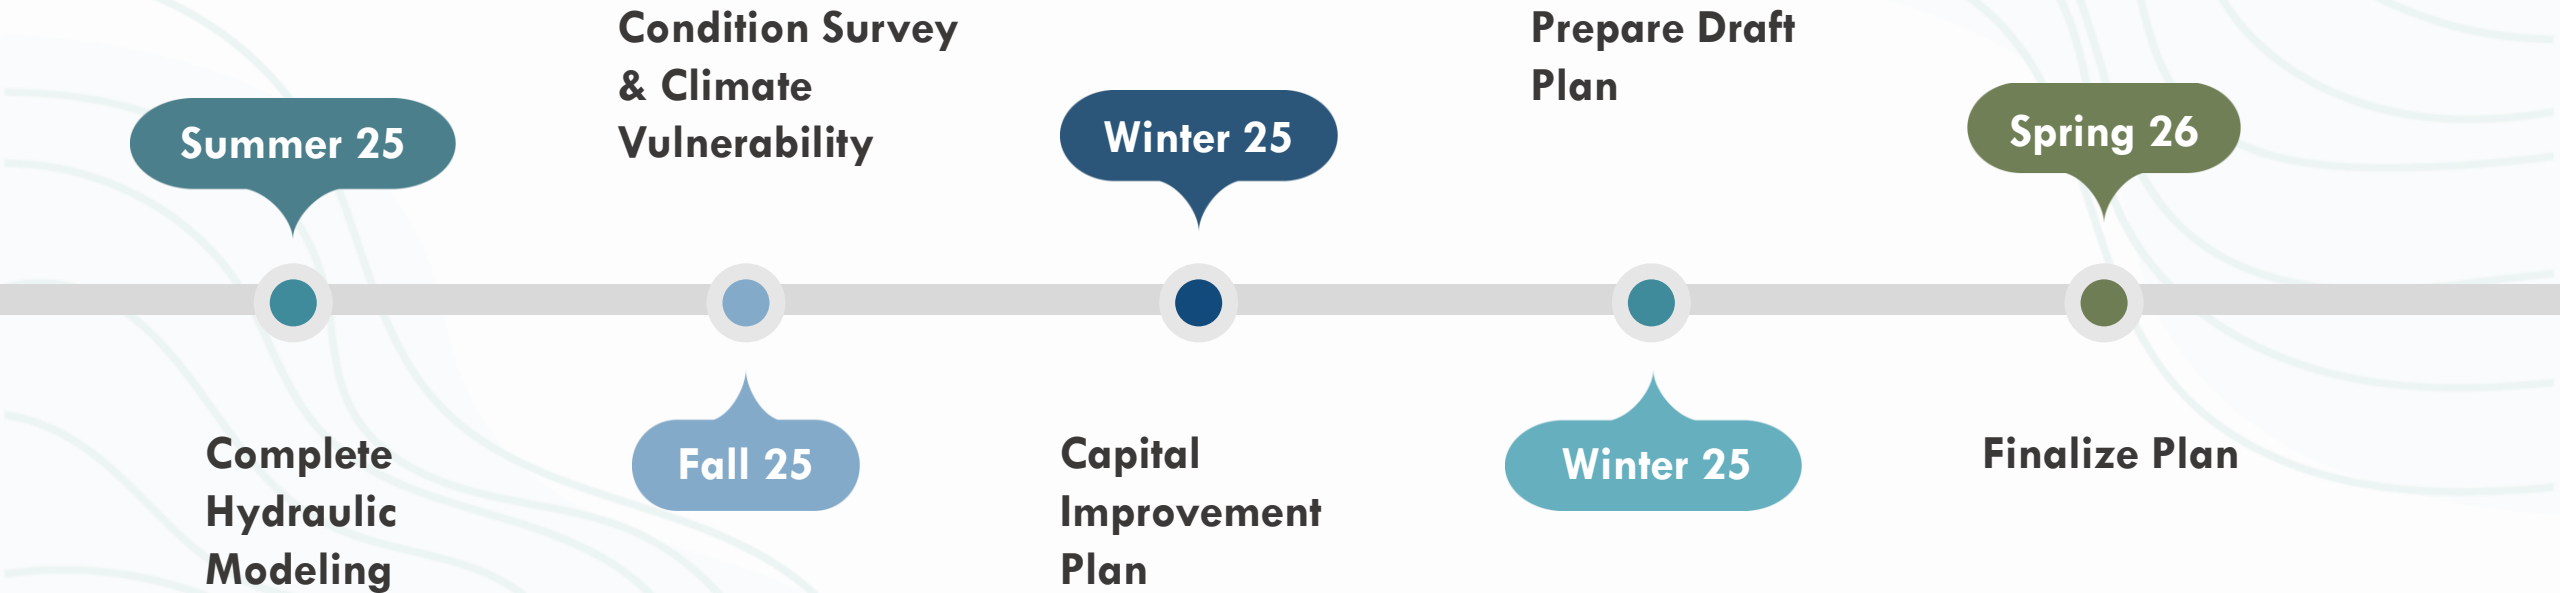 Summer 25
Complete
Hydraulic
Modeling
Condition Survey
& Climate
Vulnerability
Fall 25
Winter 25
Capital
Improvement
Plan
Prepare Draft
Plan
Winter 25
Spring 26
Finalize Plan